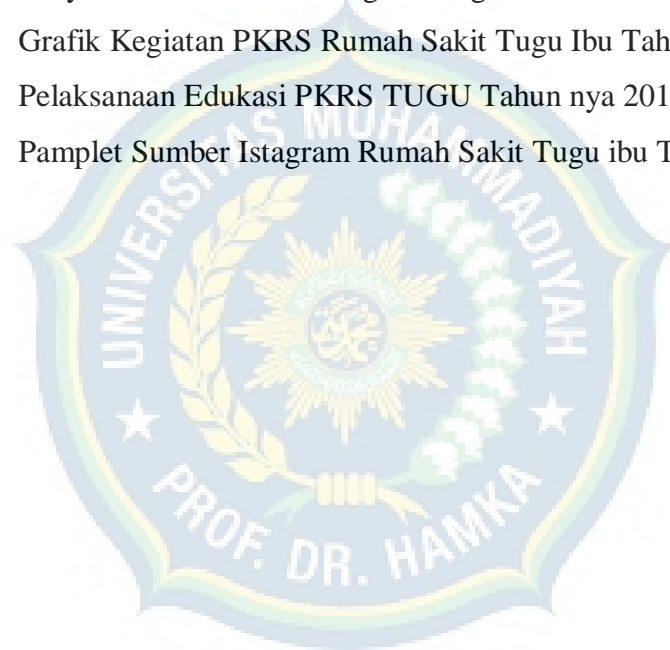 Grafik Kegiatan PKRS Rumah Sakit Tugu Ibu Tah
Pelaksanaan Edukasi PKRS TUGU Tahun nya 201
Pamplet Sumber Istagram Rumah Sakit Tugu ibu T
UNIVERSITAS MUHAMMADIYAH
PROF. DR. HAMKA